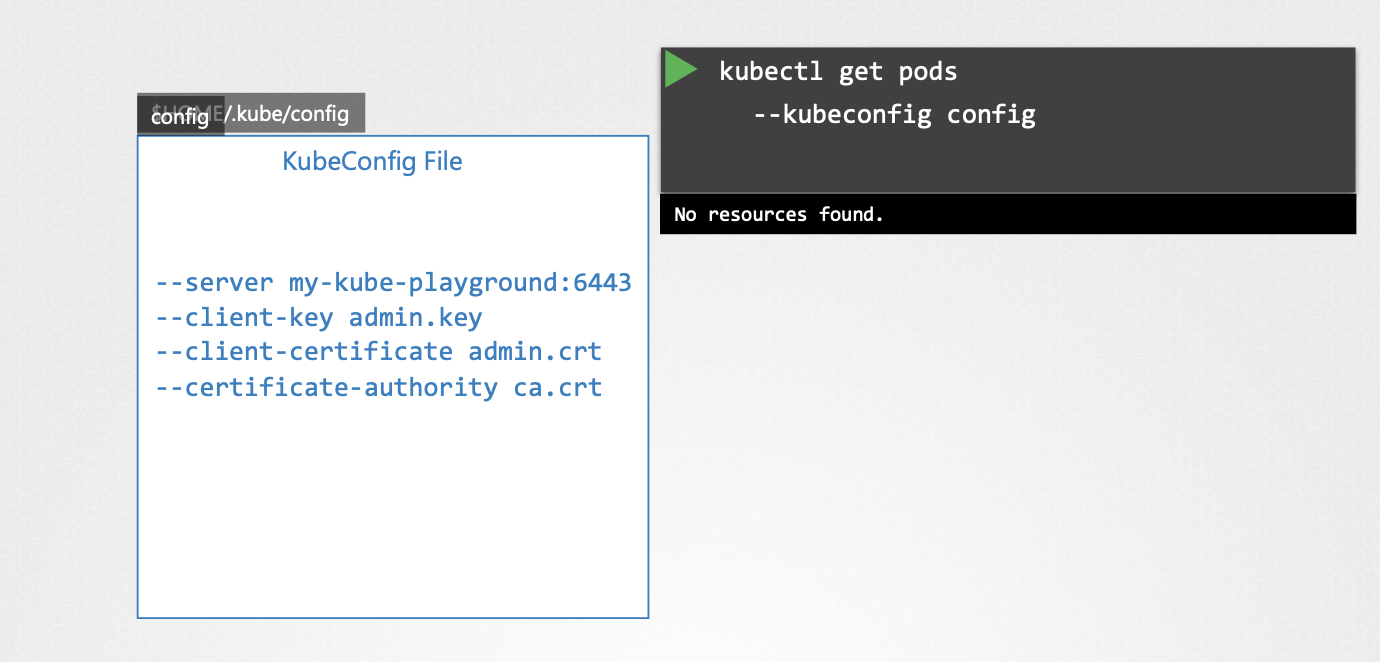 $HOME/.kube/config
config
KubeConfig File
--server my-kube-playground:6443
--client-key admin.key
--client-certificate admin.crt
--certificate-authority ca.crt
kubectl get pods
--kubeconfig config
No resources found.